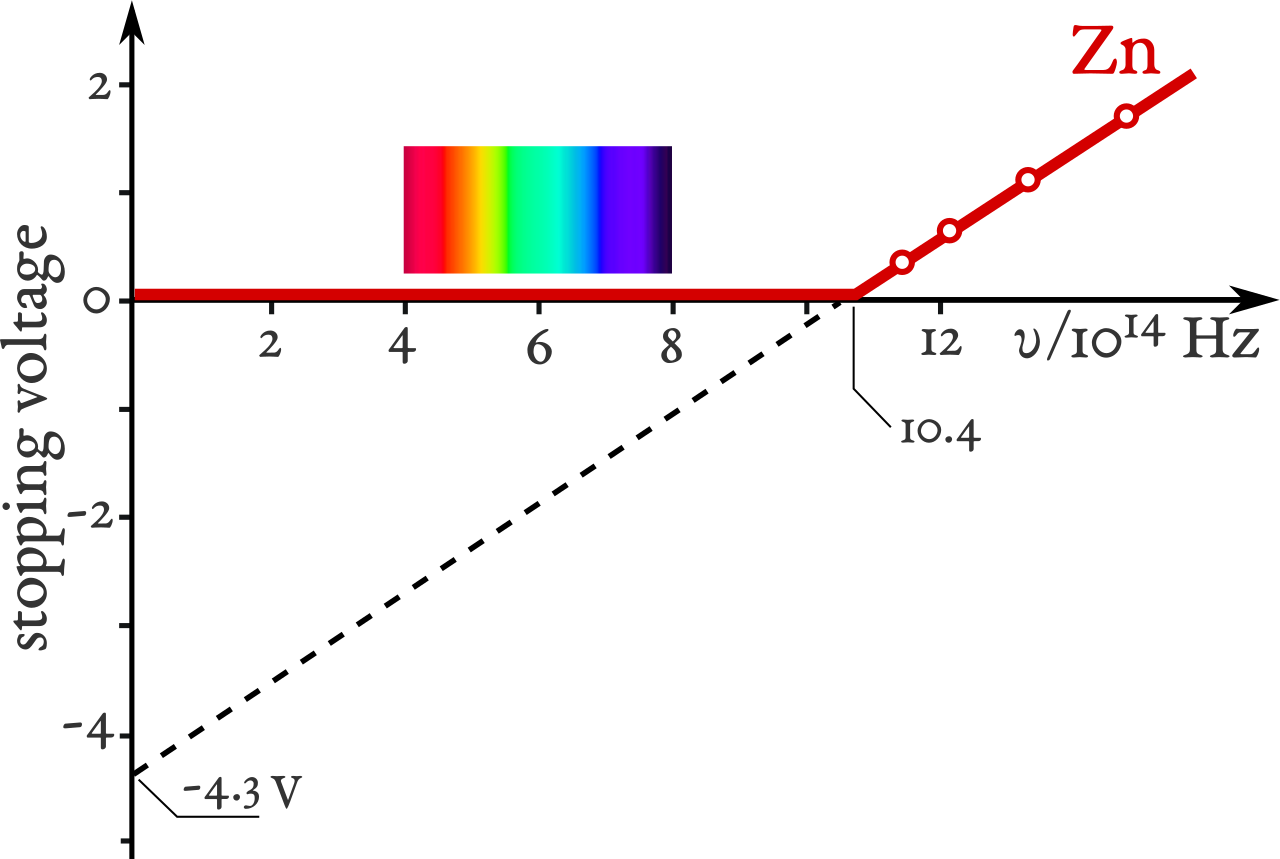 Zn
2
0
-2
-4
stopping voltage
2
4
6
8
12
υ/10¹⁴ Hz
10.4
-4.3 V